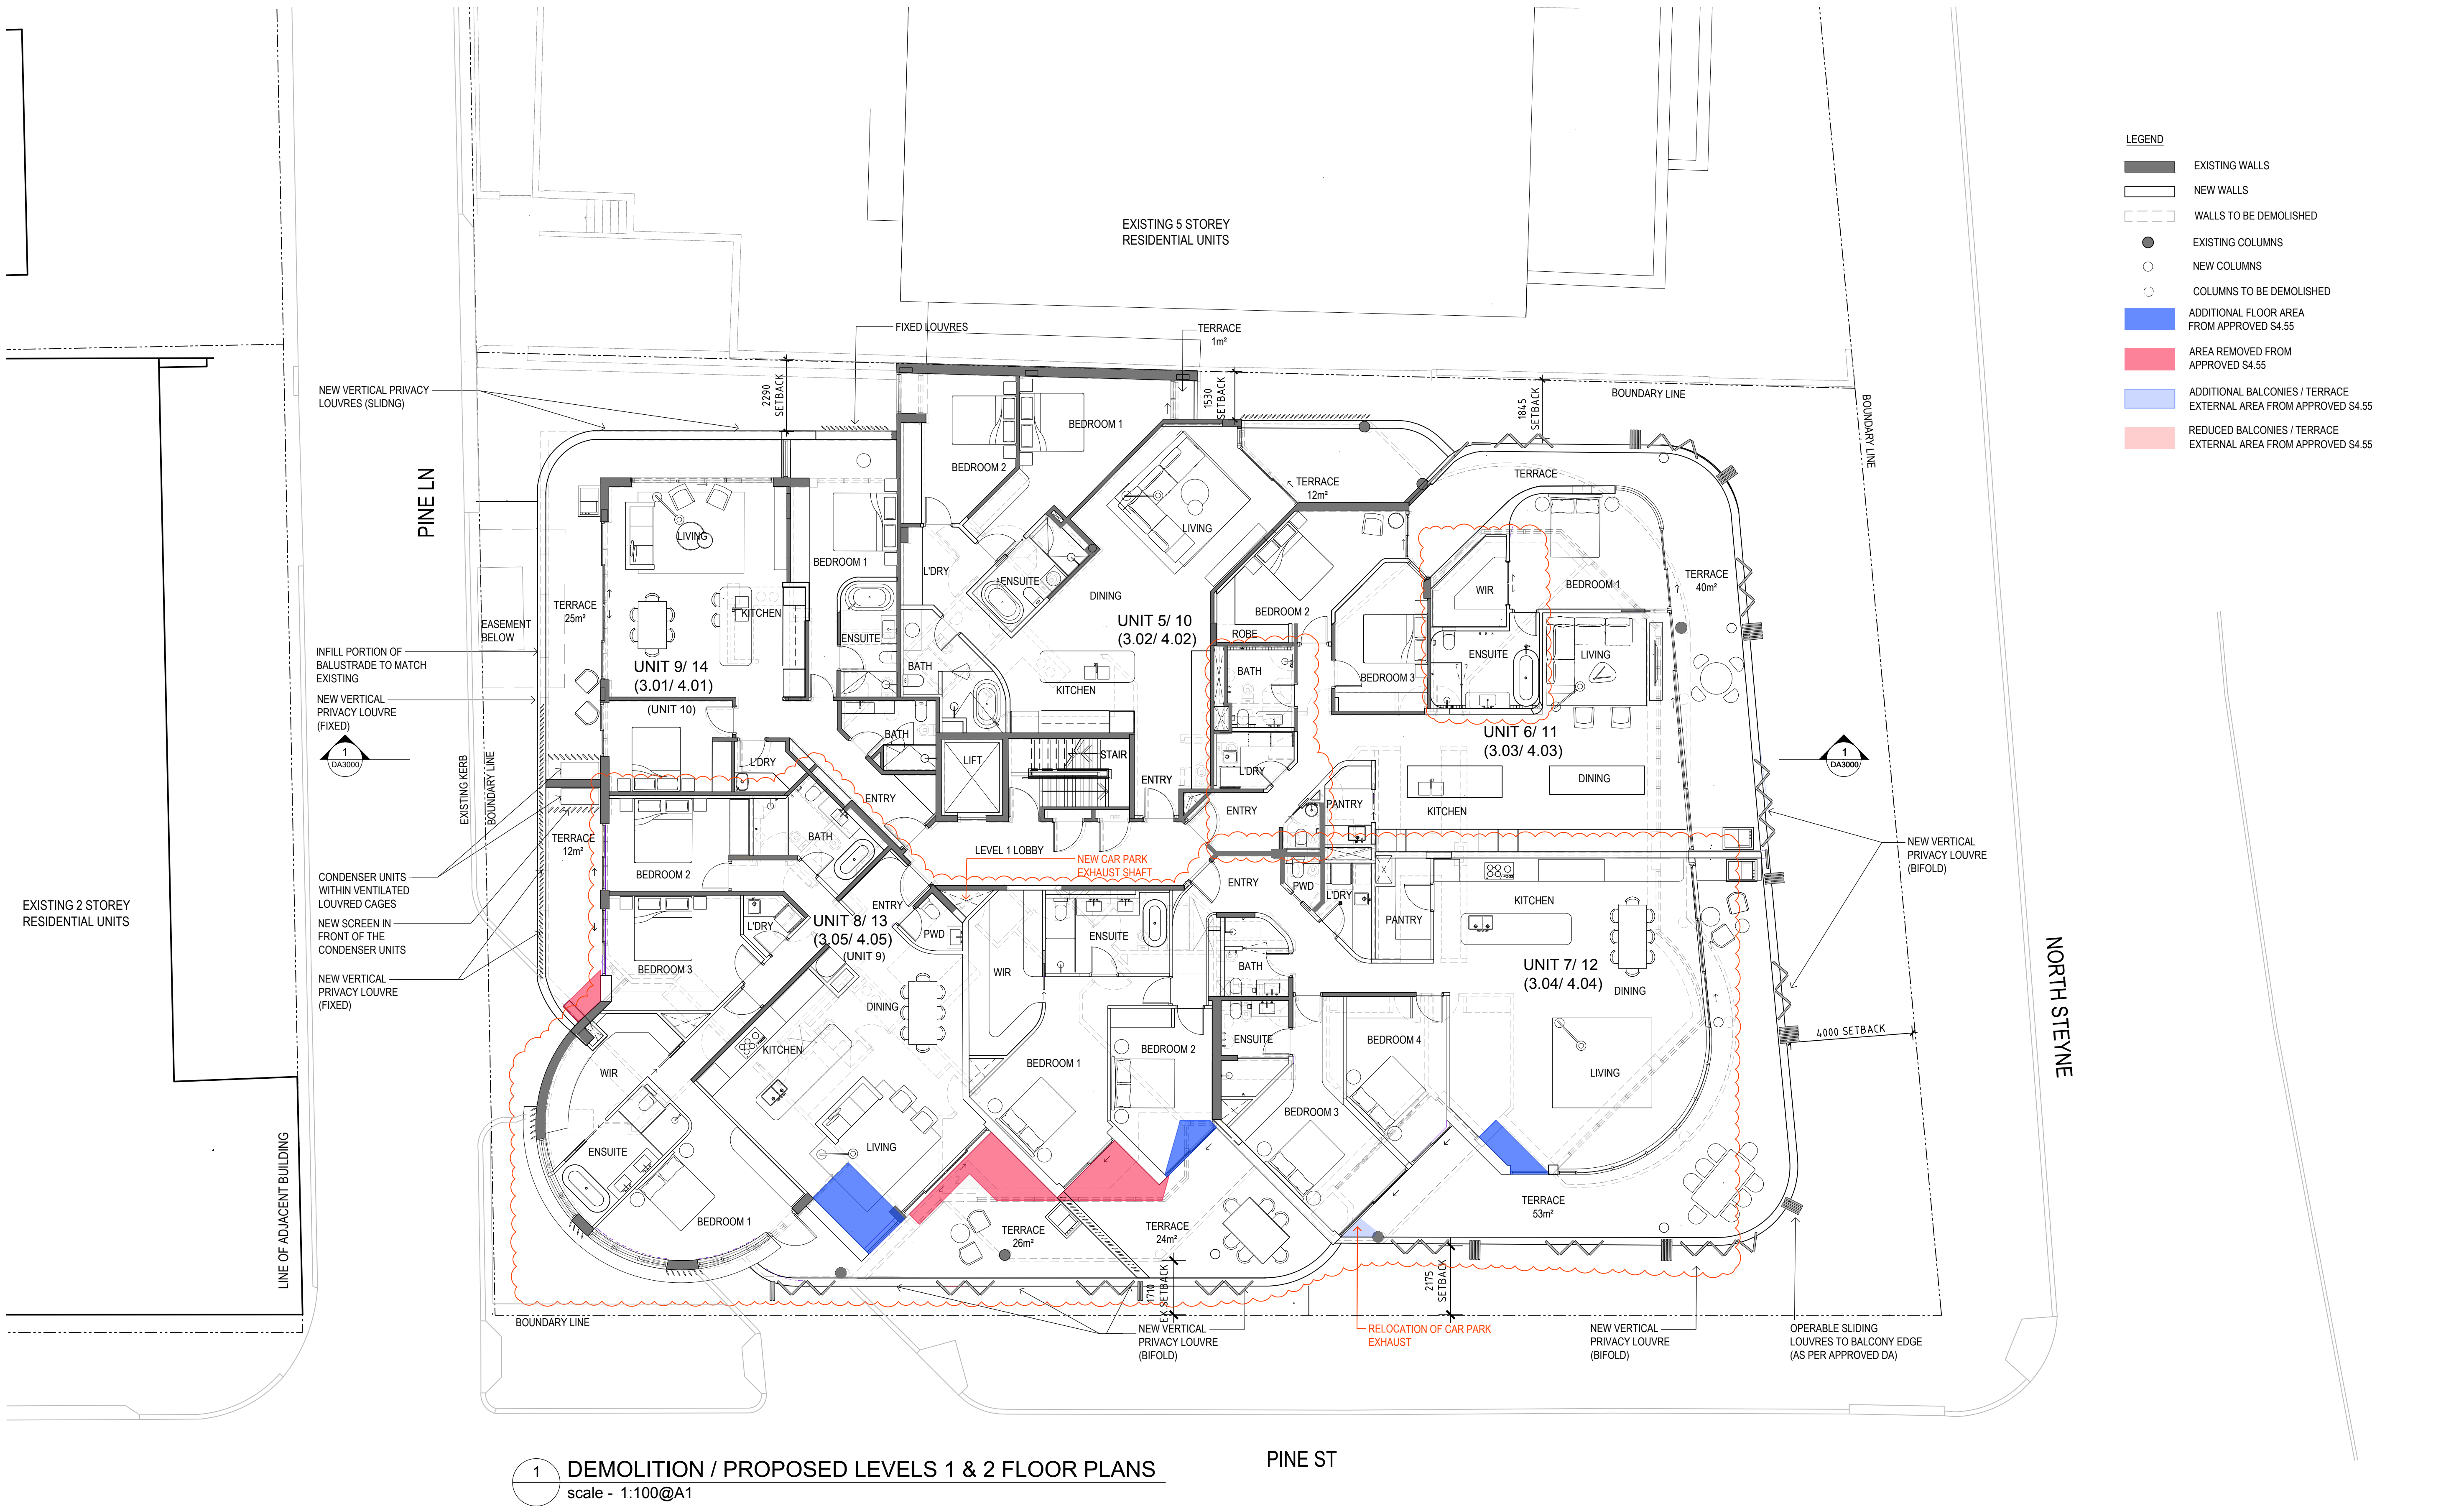 LEGEND
EXISTING WALLS
NEW WALLS
WALLS TO BE DEMOLISHED
EXISTING COLUMNS
NEW COLUMNS
COLUMNS TO BE DEMOLISHED
ADDITIONAL FLOOR AREA
FROM APPROVED S4.55
AREA REMOVED FROM
APPROVED S4.55
ADDITIONAL BALCONIES / TERRACE
EXTERNAL AREA FROM APPROVED S4.55
REDUCED BALCONIES / TERRACE
EXTERNAL AREA FROM APPROVED S4.55
EXISTING 5 STOREY
RESIDENTIAL UNITS
FIXED LOUVRES
TERRACE
1m²
NEW VERTICAL PRIVACY
LOUVRES (SLIDNG)
2290
SETBACK
1530
SETBACK
1845
SETBACK
BOUNDARY LINE
BOUNDARY LINE
PINE LN
BEDROOM 1
BEDROOM 2
TERRACE
TERRACE
12m²
LIVING
LIVING
BEDROOM 1
L'DRY
ENSUITE
DINING
WIR
BEDROOM 1
TERRACE
40m²
TERRACE
25m²
KITCHEN
EASEMENT
BELOW
BEDROOM 2
UNIT 5/ 10
(3.02/ 4.02)
ROBE
ENSUITE
INFILL PORTION OF
BALUSTRADE TO MATCH
EXISTING
UNIT 9/ 14
(3.01/ 4.01)
(UNIT 10)
BATH
BATH
BEDROOM 3
ENSUITE
LIVING
KITCHEN
NEW VERTICAL
PRIVACY LOUVRE
(FIXED)
1
DA3000
UNIT 6/ 11
(3.03/ 4.03)
1
DA3000
BATH
L'DRY
LIFT
STAIR
ENTRY
L'DRY
DINING
EXISTING KERB
BOUNDARY LINE
ENTRY
ENTRY
PANTRY
KITCHEN
TERRACE
12m²
BATH
LEVEL 1 LOBBY
NEW CAR PARK
EXHAUST SHAFT
NEW VERTICAL
PRIVACY LOUVRE
(BIFOLD)
CONDENSER UNITS
WITHIN VENTILATED
LOUVRED CAGES
BEDROOM 2
ENTRY
PWD
L'DRY
KITCHEN
EXISTING 2 STOREY
RESIDENTIAL UNITS
NEW SCREEN IN
FRONT OF THE
CONDENSER UNITS
L'DRY
ENTRY
UNIT 8/ 13
(3.05/ 4.05)
(UNIT 9)
PWD
ENSUITE
PANTRY
NEW VERTICAL
PRIVACY LOUVRE
(FIXED)
BEDROOM 3
WIR
BATH
UNIT 7/ 12
(3.04/ 4.04)
DINING
DINING
KITCHEN
ENSUITE
BEDROOM 4
4000 SETBACK
NORTH STEYNE
WIR
BEDROOM 1
BEDROOM 2
LIVING
BEDROOM 3
LINE OF ADJACENT BUILDING
ENSUITE
LIVING
BEDROOM 1
TERRACE
26m²
TERRACE
24m²
TERRACE
53m²
1710
EX.SETBACK
2175
SETBACK
BOUNDARY LINE
NEW VERTICAL
PRIVACY LOUVRE
(BIFOLD)
RELOCATION OF CAR PARK
EXHAUST
NEW VERTICAL
PRIVACY LOUVRE
(BIFOLD)
OPERABLE SLIDING
LOUVRES TO BALCONY EDGE
(AS PER APPROVED DA)
PINE ST
1
DEMOLITION / PROPOSED LEVELS 1 & 2 FLOOR PLANS
scale - 1:100@A1